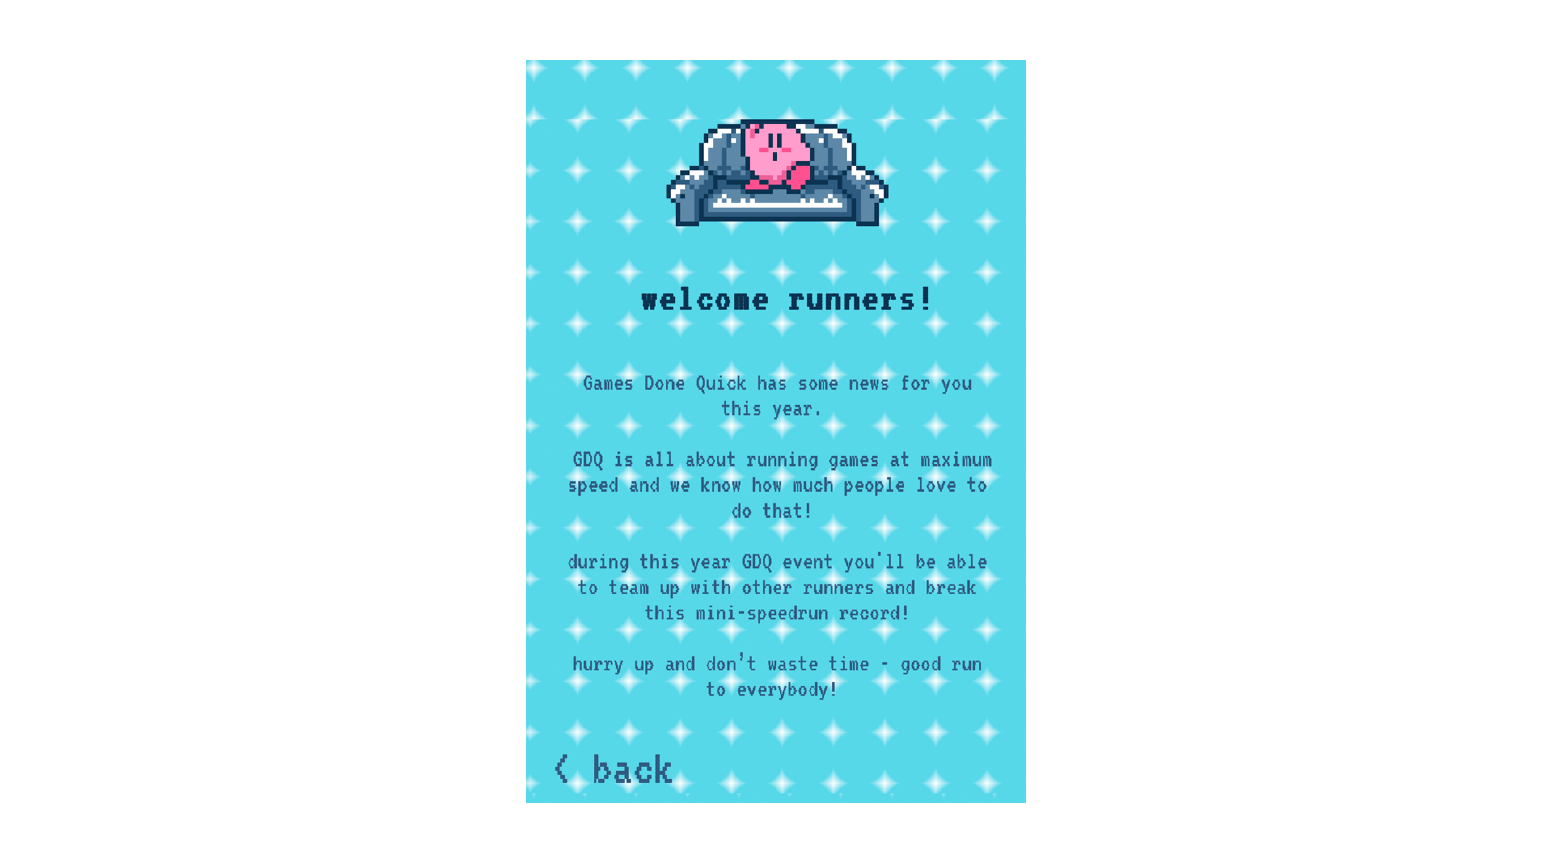 welcome runners!
Games Done Quick has some news for you
this year.
GDQ is all about running games at maximum
speed and we know how much people love to
do that!
during this year GDQ event you'll be able
to team up with other runners and break
this mini-speedrun record!
hurry up and don’t waste time - good run
to everybody!
< back